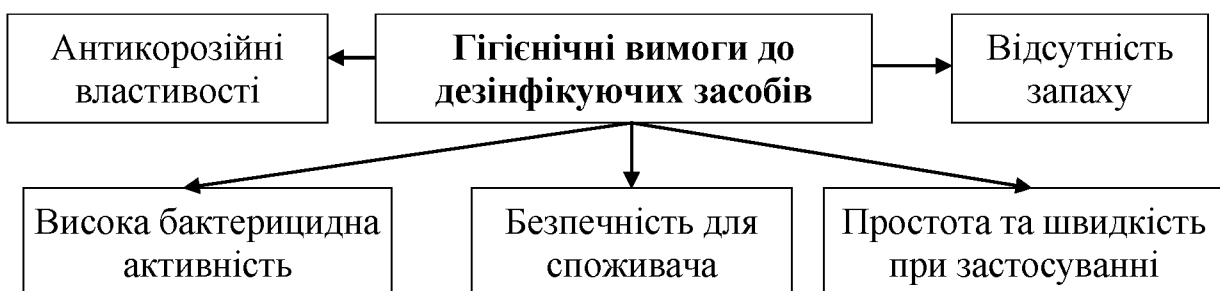 Антикорозійні
властивості
Гігієнічні вимоги до
дезінфікуючих засобів
Відсутність
запаху
Висока бактерицидна
активність
Безпечність для
споживача
Простота та швидкість
при застосуванні